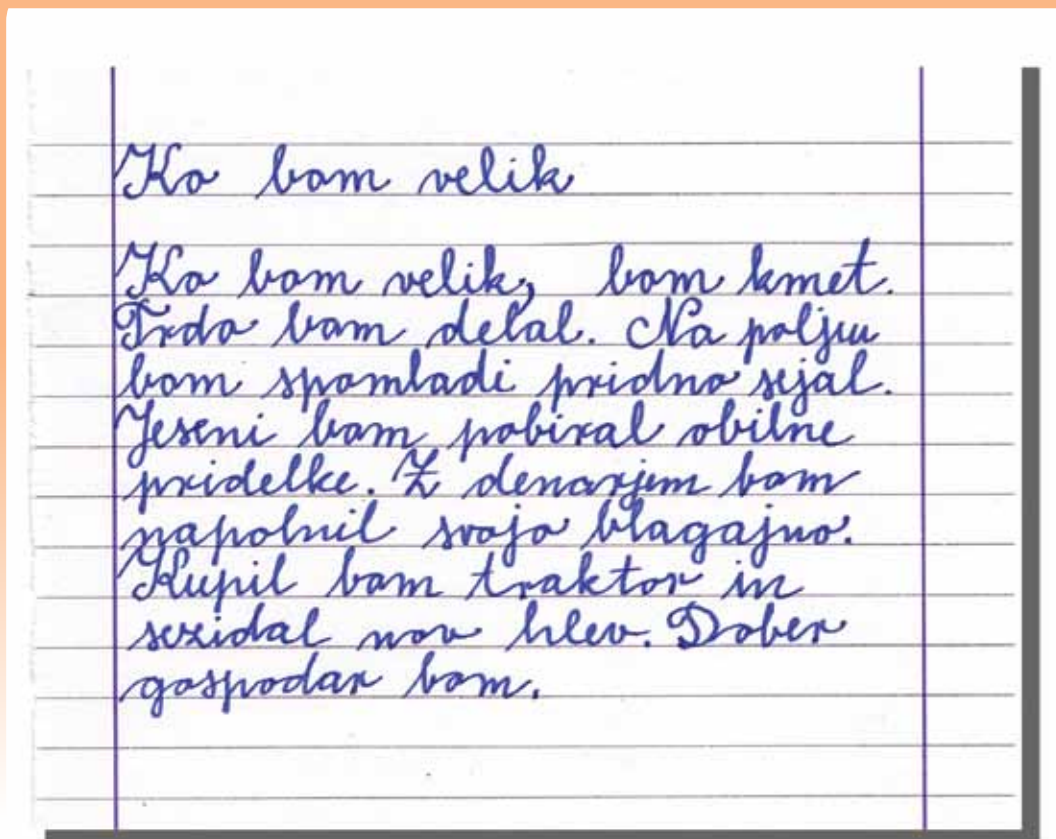 Ko bom velik
Ko bom velik, bom kmet.
Trdo bom delal. Na polju
bom spomladi pridno sejal.
Jeseni bom pobiral obilne
pridelke. Z denarjem bom
napolnil svojo blagajno.
Kupil bom traktor in
sezidal nov hlev. Dober
gospodar bom.